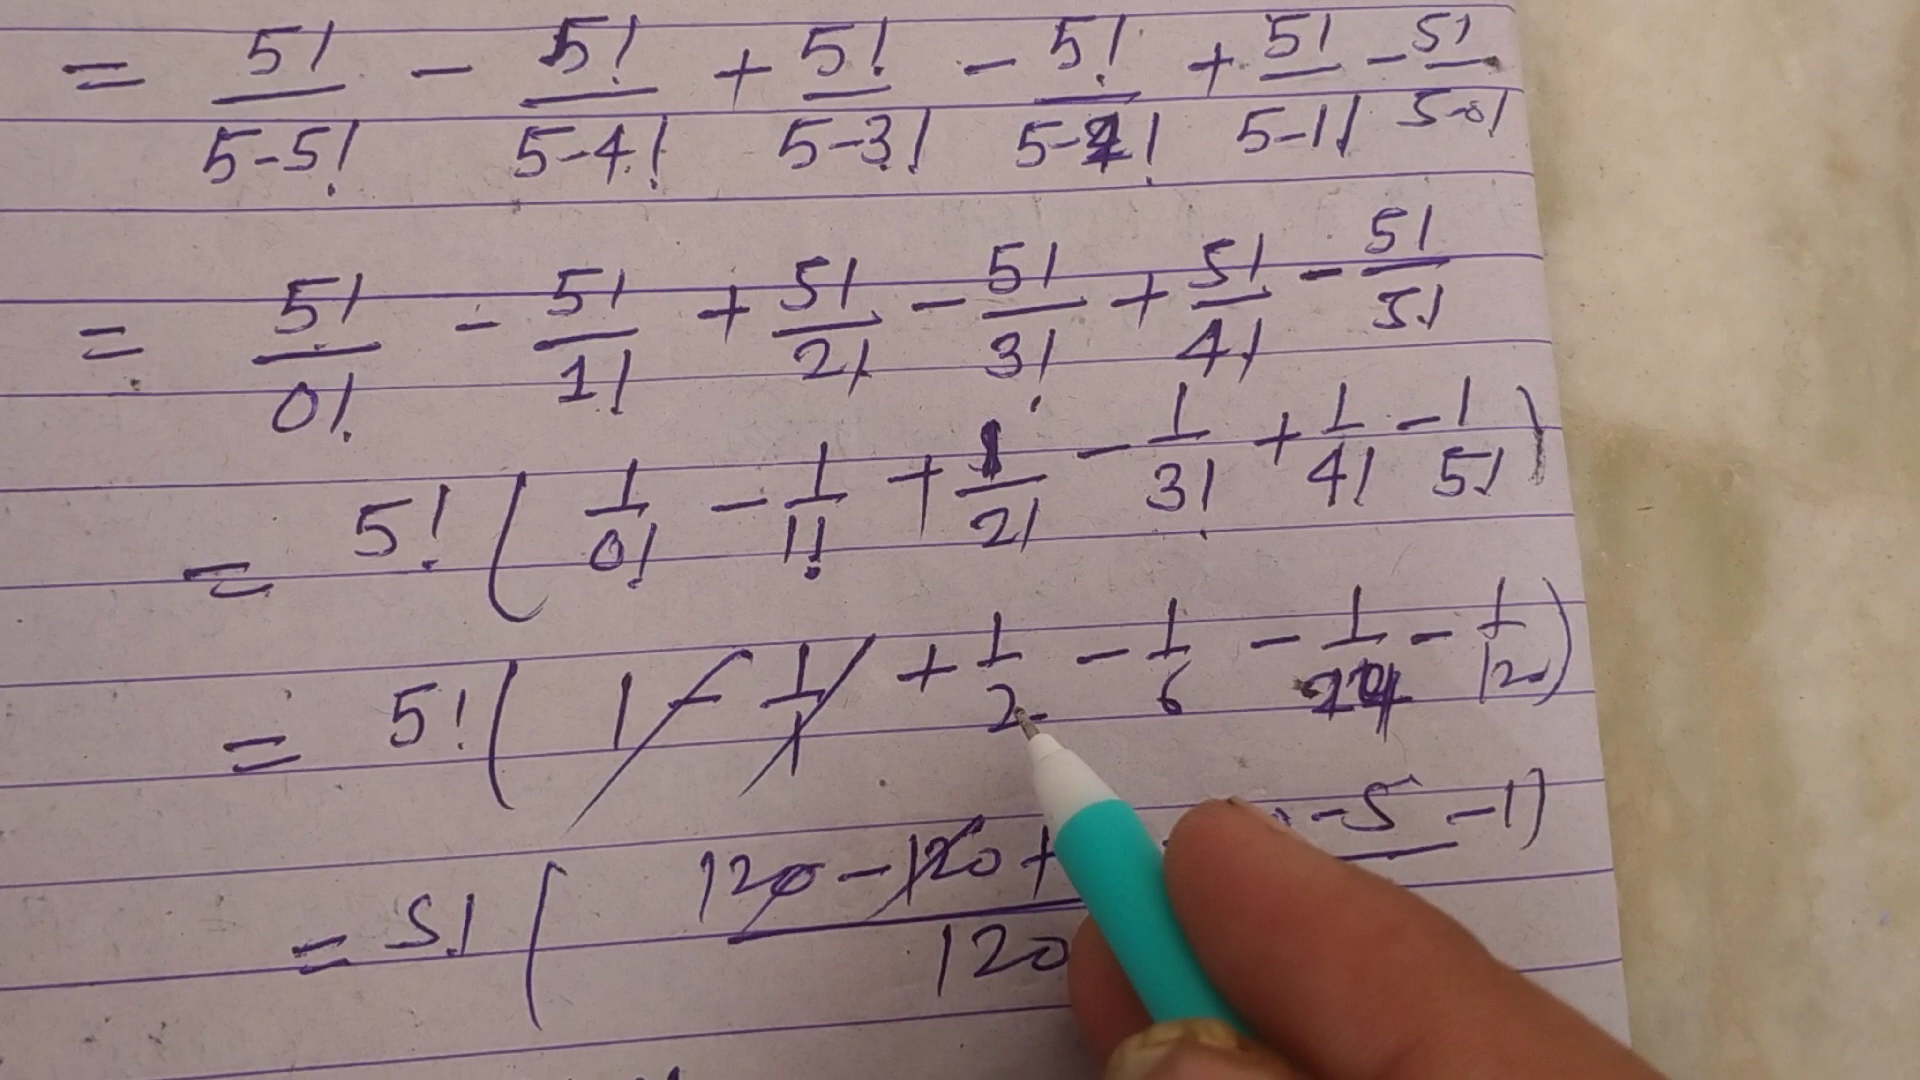 = 5!/5-5! - 5!/5-4! + 5!/5-3! - 5!/5-2! + 5!/5-1! - 5!/5-0!
= 5!/0! - 5!/1! + 5!/2! - 5!/3! + 5!/4! - 5!/5!
= 5! ( 1/0! - 1/1! + 1/2! - 1/3! + 1/4! - 1/5! )
= 5! ( 1 - 1/1 + 1/2 - 1/6 - 1/24 - 1/120 )
= 5! ( 120 - 120 + - 5 - 1 ) / 120